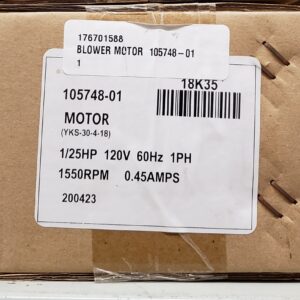 176701588
BLOWER MOTOR 105748-01
1
18K35
105748-01
MOTOR
(YKS-30-4-18)
1/25HP 120V 60Hz 1PH
1550RPM 0.45AMPS
200423